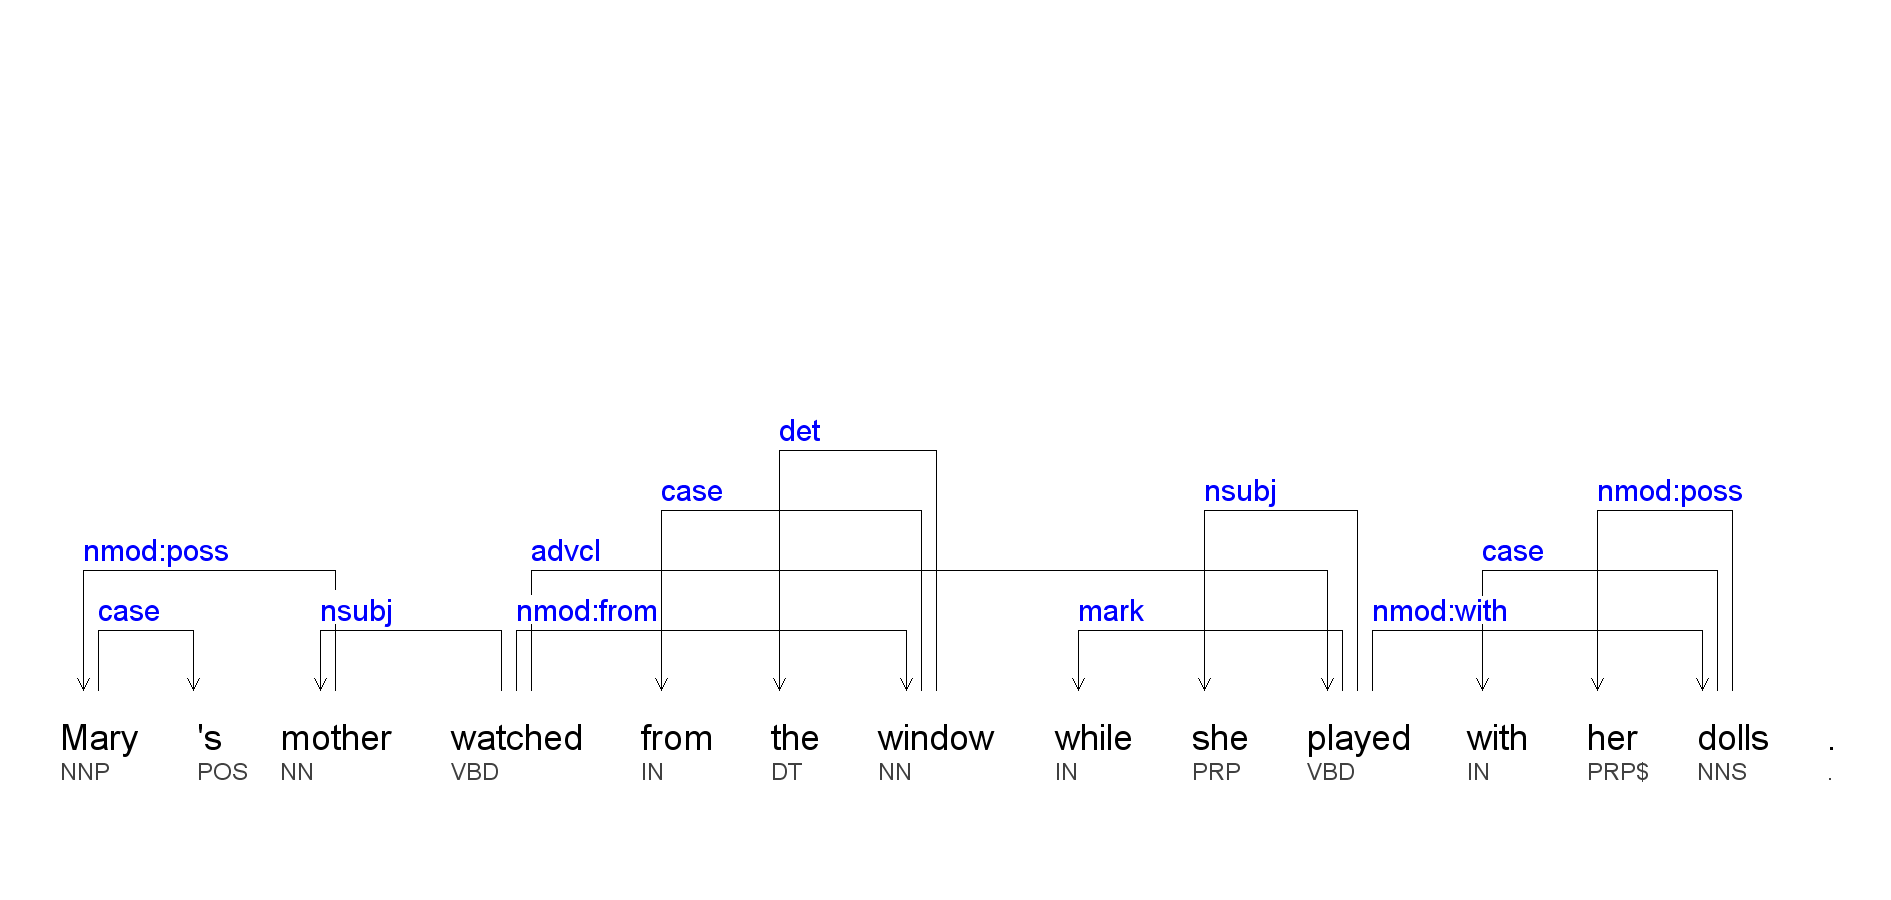 det
case nsubj nmod:poss
nmod:poss advcl case
case nsubj nmod:from mark nmod:with
Mary 's mother watched from the window while she played with her dolls .
NNP POS NN VBD IN DT NN IN PRP VBD IN PRP$ NNS .